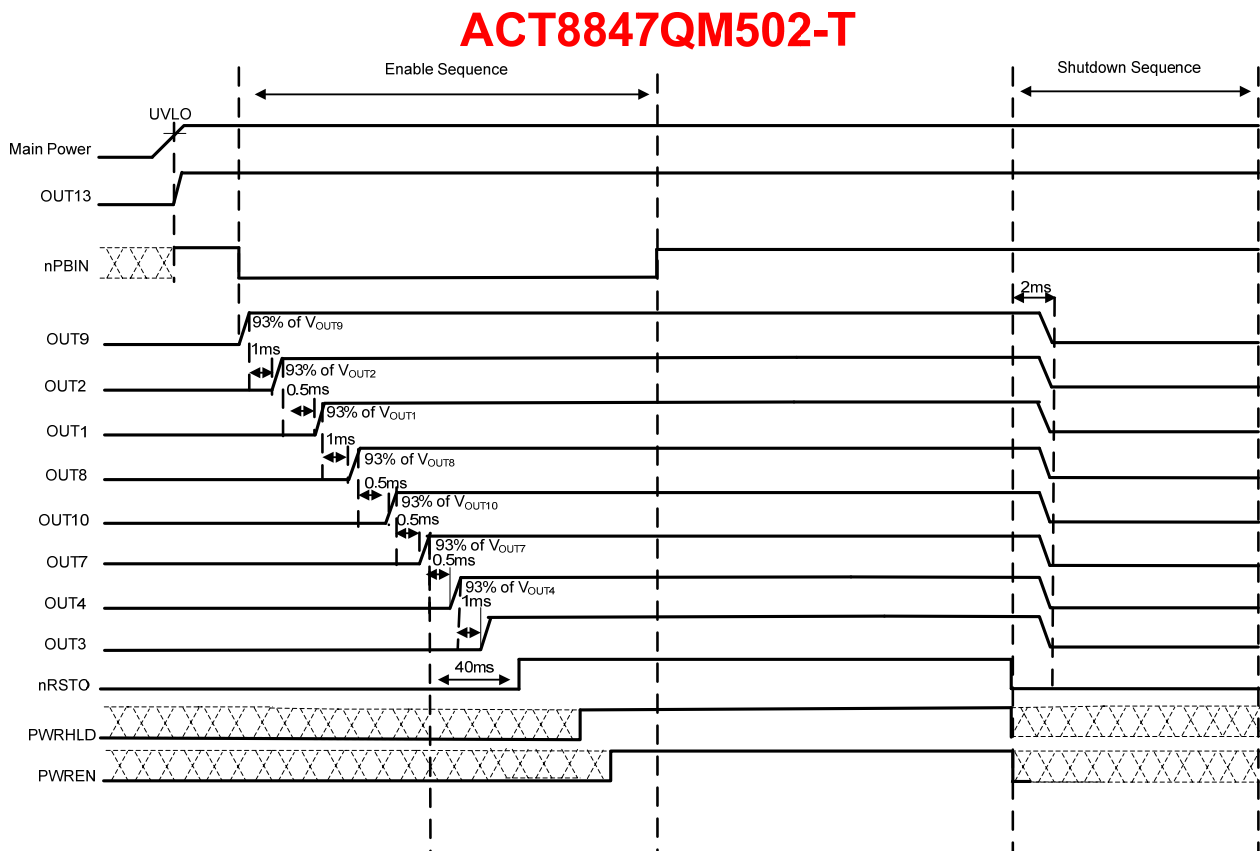 ACT8847QM502-T
Enable Sequence
Shutdown Sequence
UVLO
Main Power
OUT13
nPBIN
2ms
93% of VOUT9
OUT9
1ms
93% of VOUT2
OUT2
0.5ms
93% of VOUT1
OUT1
1ms
93% of VOUT8
OUT8
0.5ms
93% of VOUT10
OUT10
0.5ms
93% of VOUT7
OUT7
0.5ms
93% of VOUT4
OUT4
1ms
OUT3
40ms
nRSTO
PWRHLD
PWREN